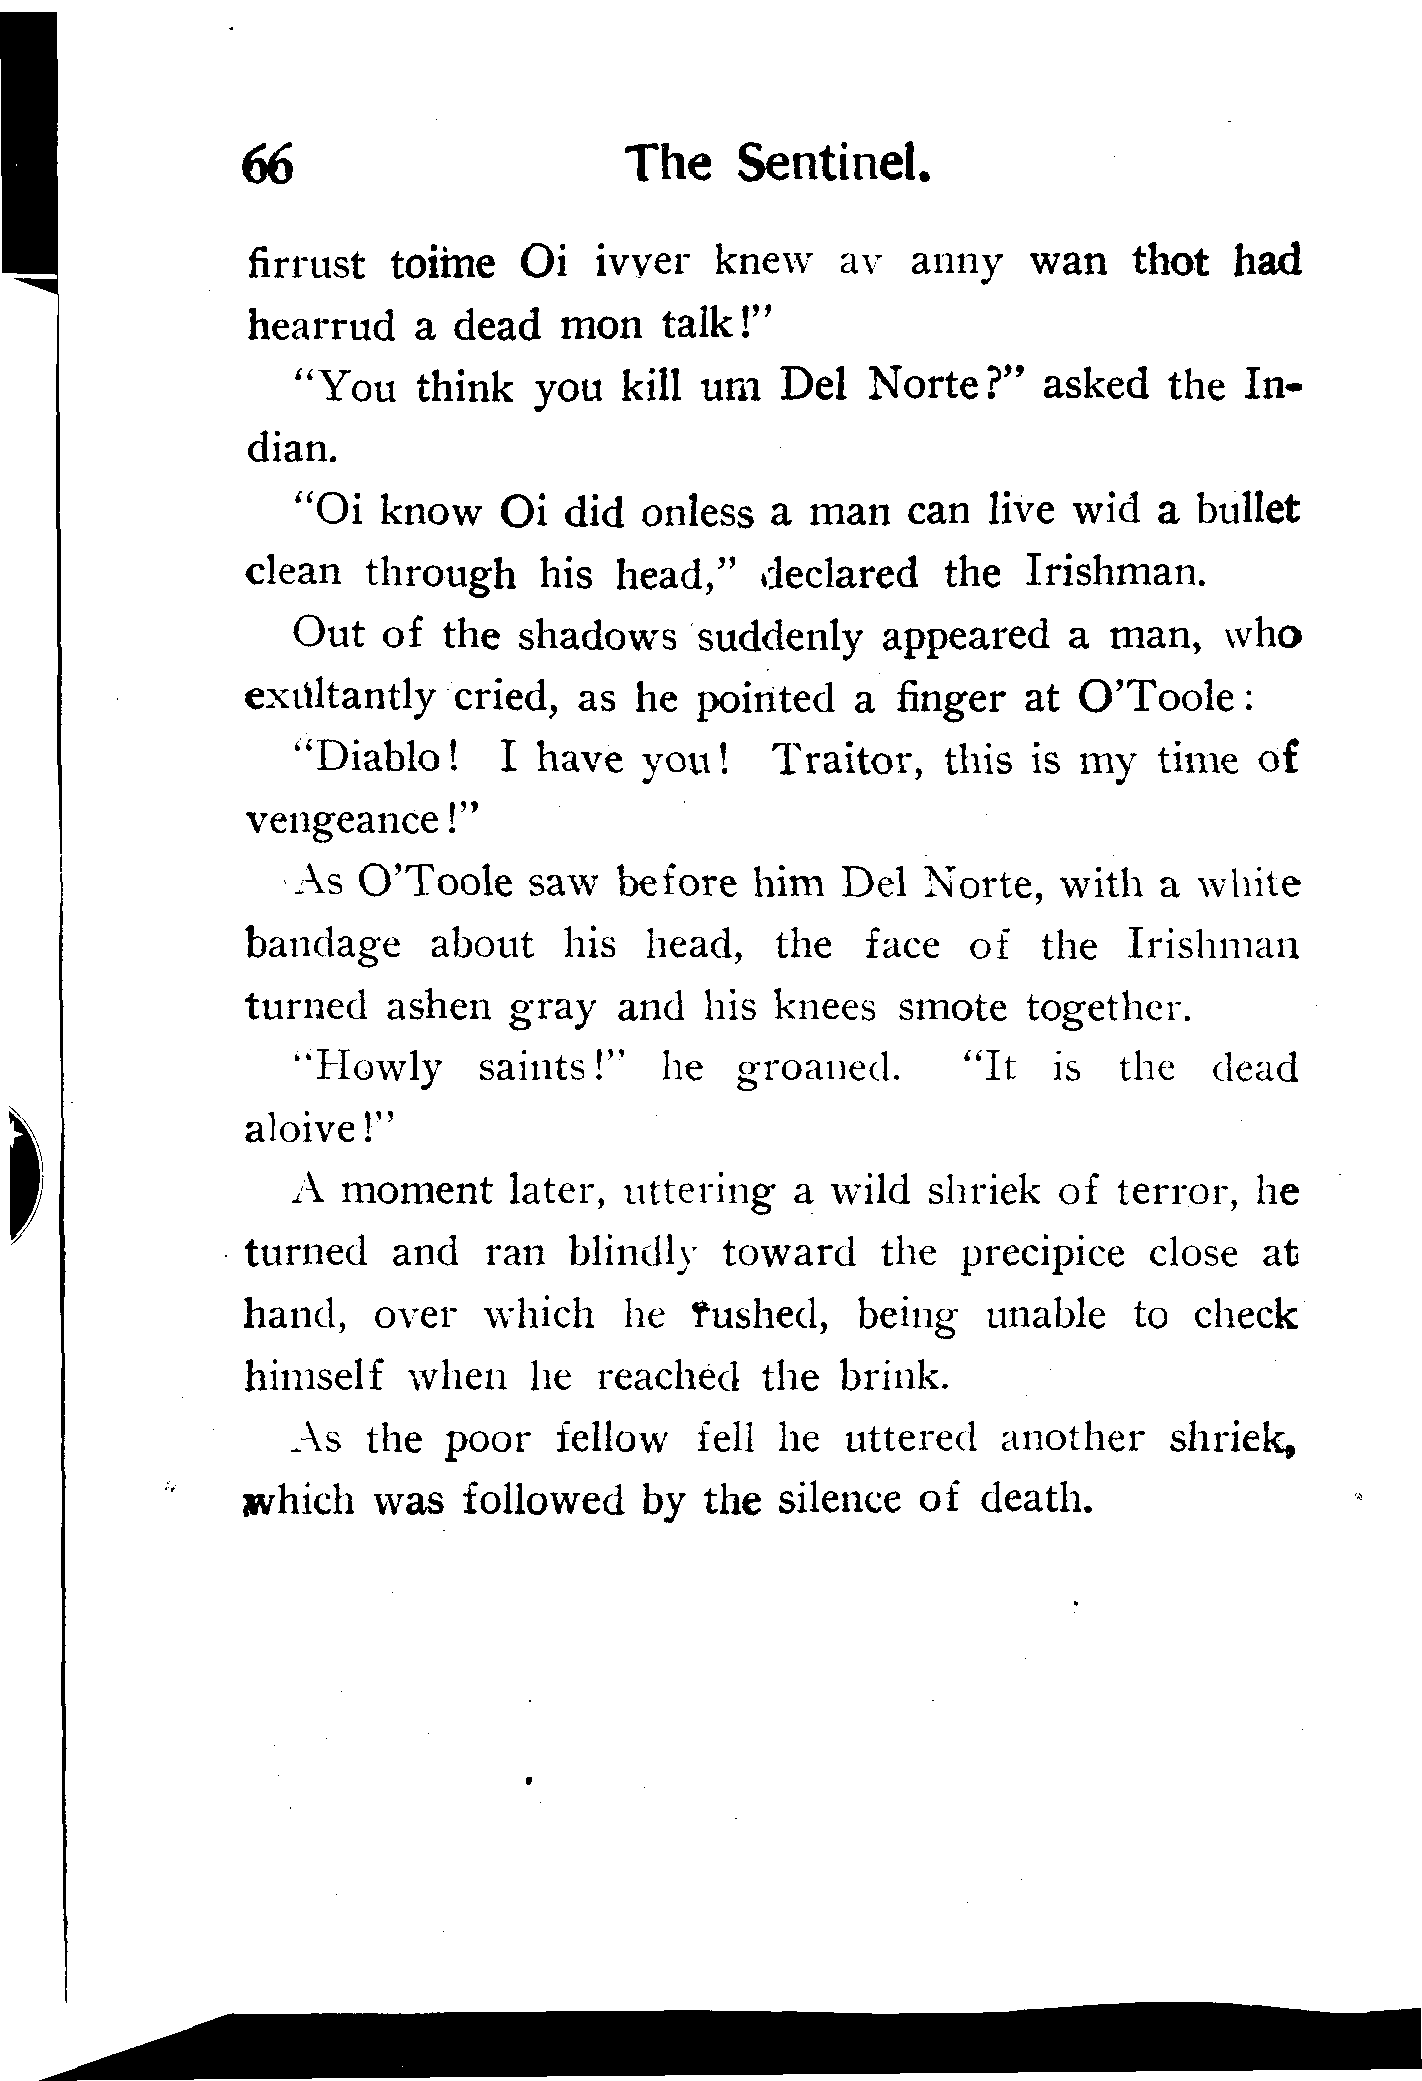 66 The Sentinel.
firrust toime Oi ivver knew av anny wan thot had
hearrud a dead mon talk!"
"You think you kill um Del Norte?" asked the In-
dian.
"Oi know Oi did onless a man can live wid a bullet
clean through his head," declared the Irishman.
Out of the shadows suddenly appeared a man, who
exultantly cried, as he pointed a finger at O'Toole:
"Diablo! I have you! Traitor, this is my time of
vengeance!"
As O'Toole saw before him Del Norte, with a white
bandage about his head, the face of the Irishman
turned ashen gray and his knees smote together.
"Howly saints!" he groaned. "It is the dead
aloive!"
A moment later, uttering a wild shriek of terror, he
turned and ran blindly toward the precipice close at
hand, over which he rushed, being unable to check
himself when he reached the brink.
As the poor fellow fell he uttered another shriek,
which was followed by the silence of death.